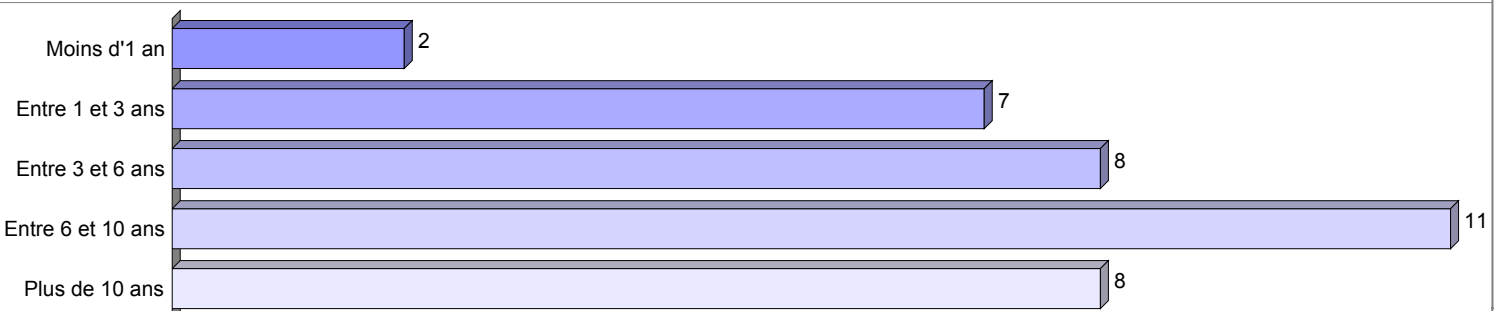 Moins d'1 an 2
Entre 1 et 3 ans 7
Entre 3 et 6 ans 8
Entre 6 et 10 ans 11
Plus de 10 ans 8